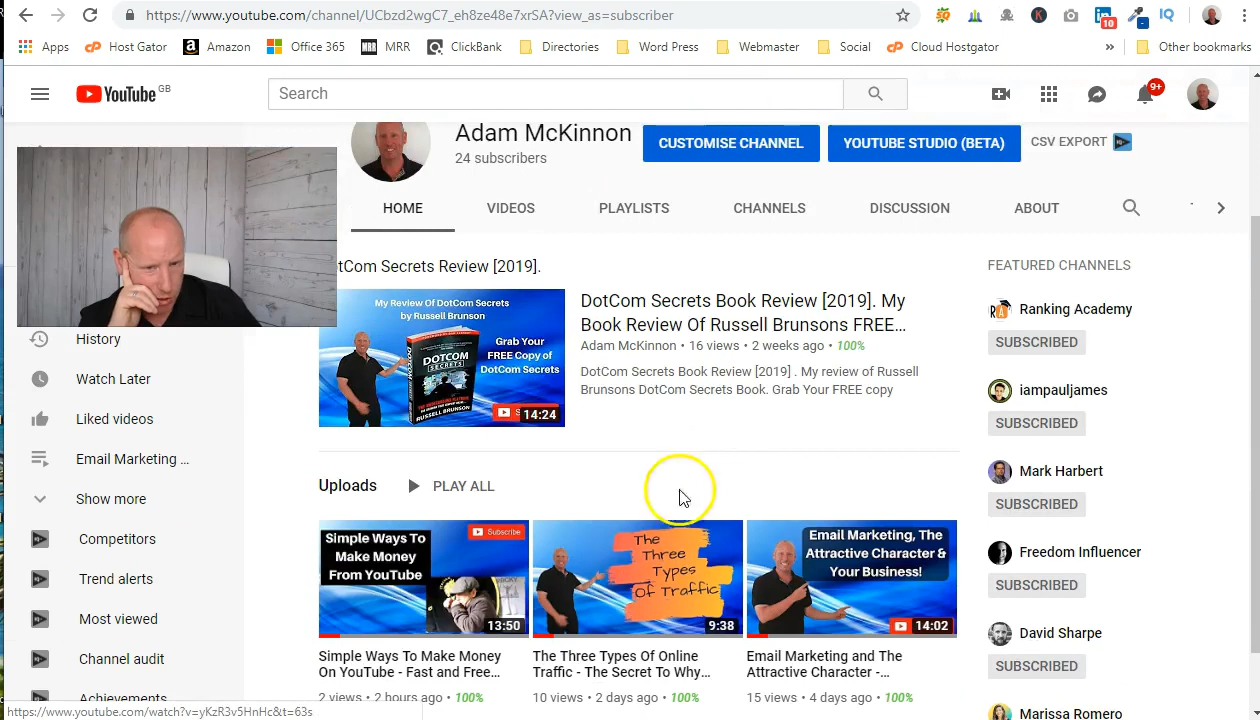 https://www.youtube.com/channel/UCbzd2wgC7_eh8ze48e7xrSA?view_as=subscriber
10
IQ
Apps
Host Gator
Amazon
Office 365
MRR
MRR
ClickBank
Directories
Word Press
Webmaster
Social
Cloud Hostgator
»
Other bookmarks
YouTube GB
Search
9+
Adam McKinnon
24 subscribers
CUSTOMISE CHANNEL
YOUTUBE STUDIO (BETA)
CSV EXPORT
HOME
VIDEOS
PLAYLISTS
CHANNELS
DISCUSSION
ABOUT
tCom Secrets Review [2019].
My Review Of DotCom Secrets
by Russell Brunson
Grab Your
FREE Copy of
DotCom Secrets
DOTCOM
SECRETS
RUSSELL BRUNSON
14:24
DotCom Secrets Book Review [2019]. My
Book Review Of Russell Brunsons FREE...
Adam McKinnon • 16 views • 2 weeks ago • 100%
DotCom Secrets Book Review [2019] . My review of Russell
Brunsons DotCom Secrets Book. Grab Your FREE copy
History
Watch Later
Liked videos
Email Marketing ...
Show more
Competitors
Trend alerts
Most viewed
Channel audit
Achievements
Uploads
PLAY ALL
Simple Ways To
Make Money
From YouTube
Subscribe
13:50
Simple Ways To Make Money
On YouTube - Fast and Free...
2 views • 2 hours ago • 100%
The
Three
Types
Of Traffic
9:38
The Three Types Of Online
Traffic - The Secret To Why...
10 views • 2 days ago • 100%
Email Marketing, The
Attractive Character &
Your Business!
14:02
Email Marketing and The
Attractive Character -...
15 views • 4 days ago • 100%
FEATURED CHANNELS
Ranking Academy
SUBSCRIBED
iampauljames
SUBSCRIBED
Mark Harbert
SUBSCRIBED
Freedom Influencer
SUBSCRIBED
David Sharpe
SUBSCRIBED
Marissa Romero
https://www.youtube.com/watch?v=yKzR3v5HnHc&t=63s